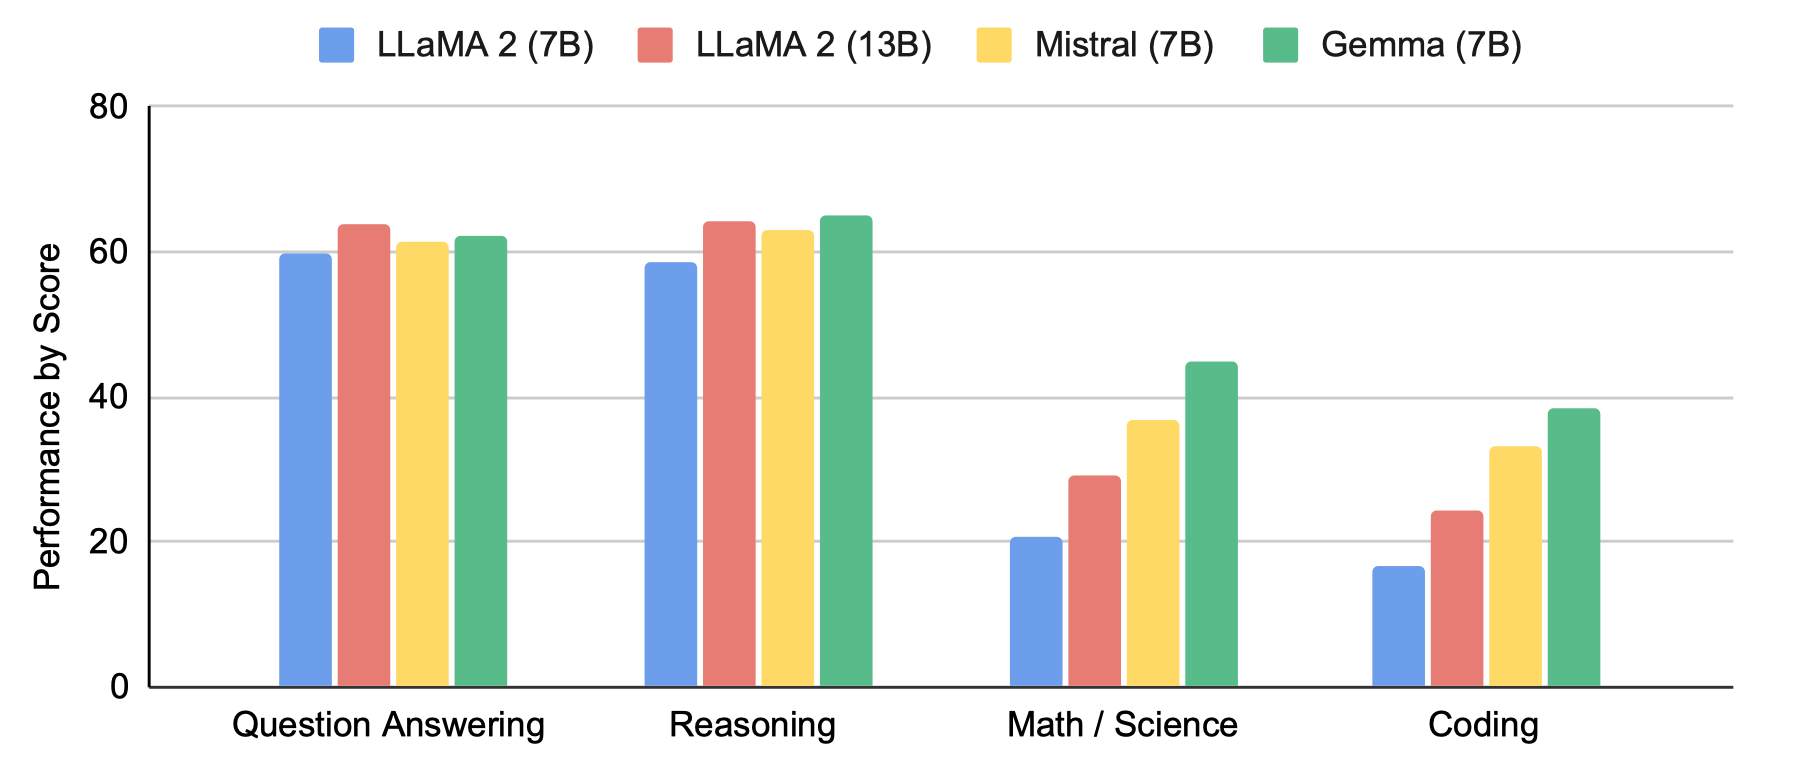 LLaMA 2 (7B) LLaMA 2 (13B) Mistral (7B) Gemma (7B)
80
60
40
20
0
Performance by Score
Question Answering Reasoning Math / Science Coding